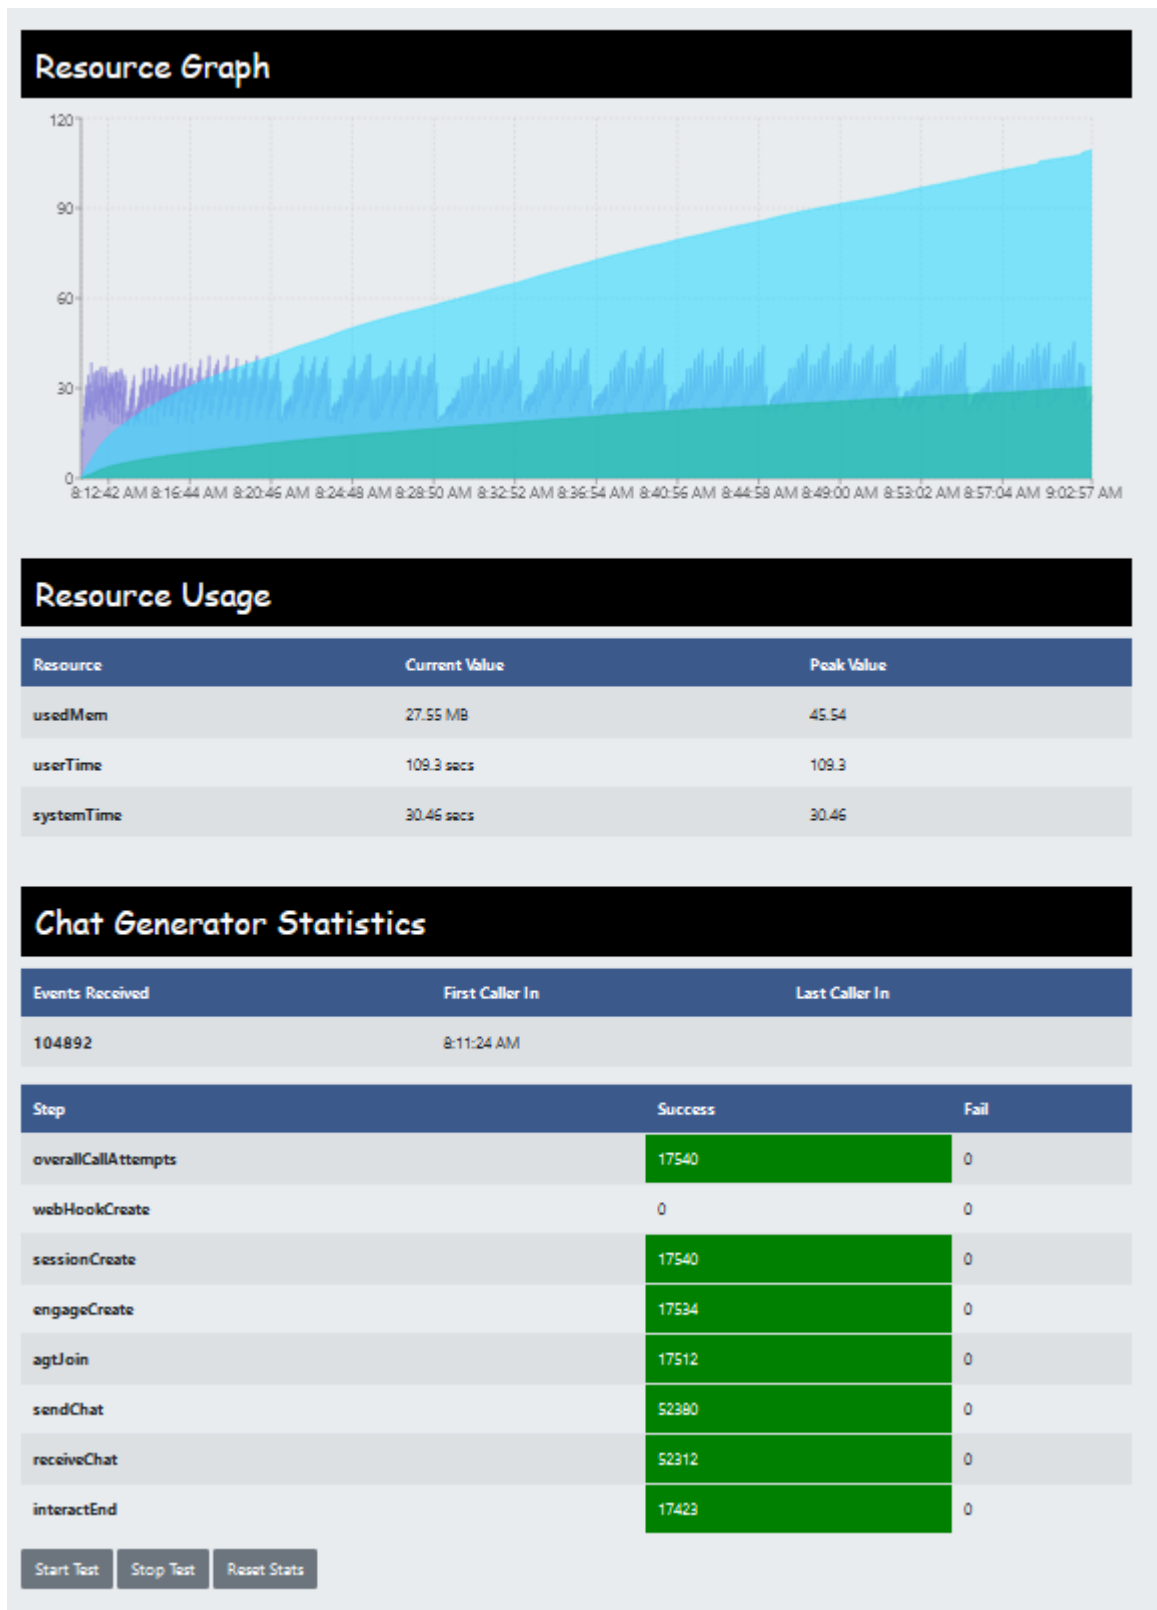 Resource Graph
120
90
60
30
0
8:12:42 AM 8:16:44 AM 8:20:46 AM 8:24:48 AM 8:28:50 AM 8:32:52 AM 8:36:54 AM 8:40:56 AM 8:44:58 AM 8:49:00 AM 8:53:02 AM 8:57:04 AM 9:02:57 AM
Resource Usage
Resource Current Value Peak Value
usedMem 27.55 MB 45.54
userTime 109.3 secs 109.3
systemTime 30.46 secs 30.46
Chat Generator Statistics
Events Received First Caller In Last Caller In
104892 8:11:24 AM
Step Success Fail
overallCallAttempts 17540 0
webHookCreate 0 0
sessionCreate 17540 0
engageCreate 17534 0
agtJoin 17512 0
sendChat 52380 0
receiveChat 52312 0
interactEnd 17423 0
Start Test Stop Test Reset Stats